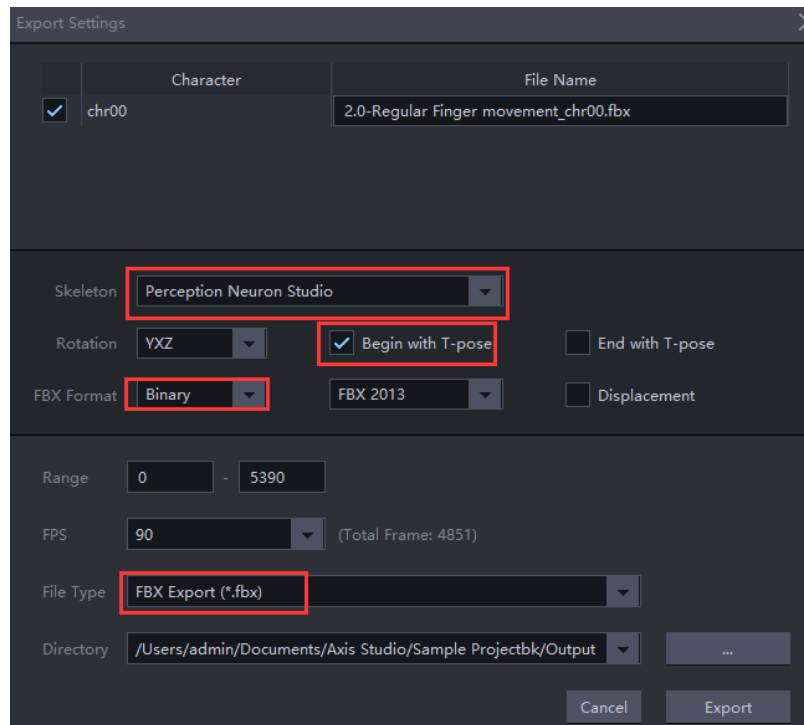 Export Settings
Character File Name
chr00 2.0-Regular Finger movement_chr00.fbx
Skeleton Perception Neuron Studio
Rotation YXZ Begin with T-pose End with T-pose
FBX Format Binary FBX 2013 Displacement
Range 0 - 5390
FPS 90 (Total Frame: 4851)
File Type FBX Export (*.fbx)
Directory /Users/admin/Documents/Axis Studio/Sample Projectbk/Output ...
Cancel Export